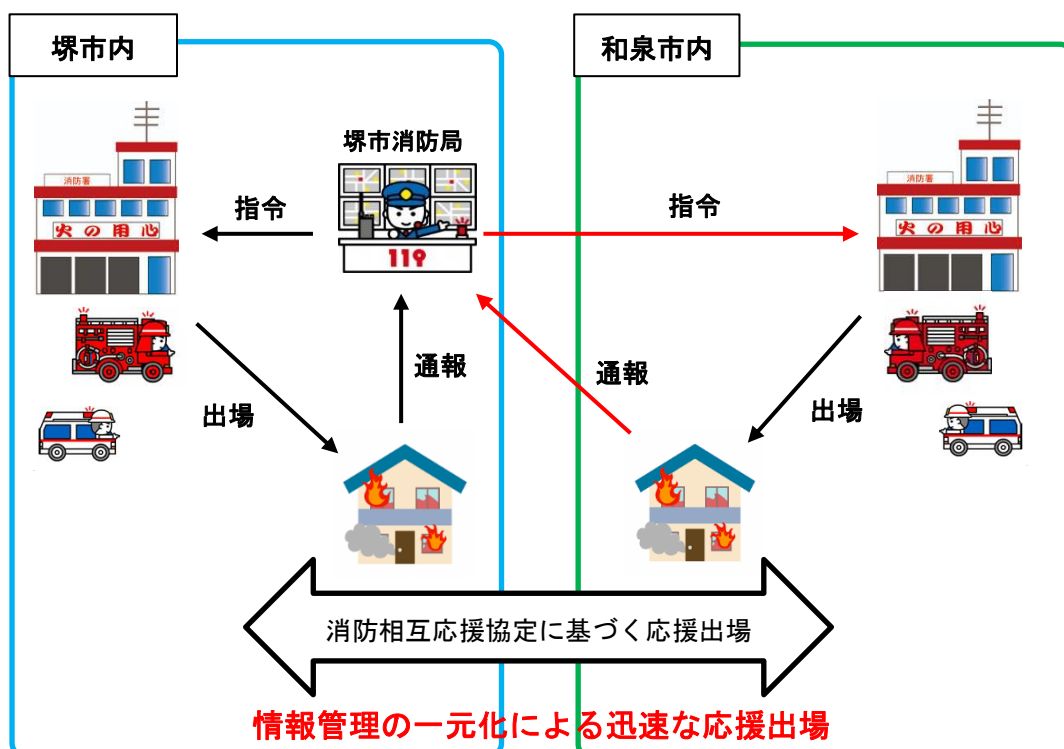 堺市内
和泉市内
堺市消防局
消防署
火の用心
指令
119
指令
消防署
火の用心
通報
通報
出場
出場
消防相互応援協定に基づく応援出場
情報管理の一元化による迅速な応援出場